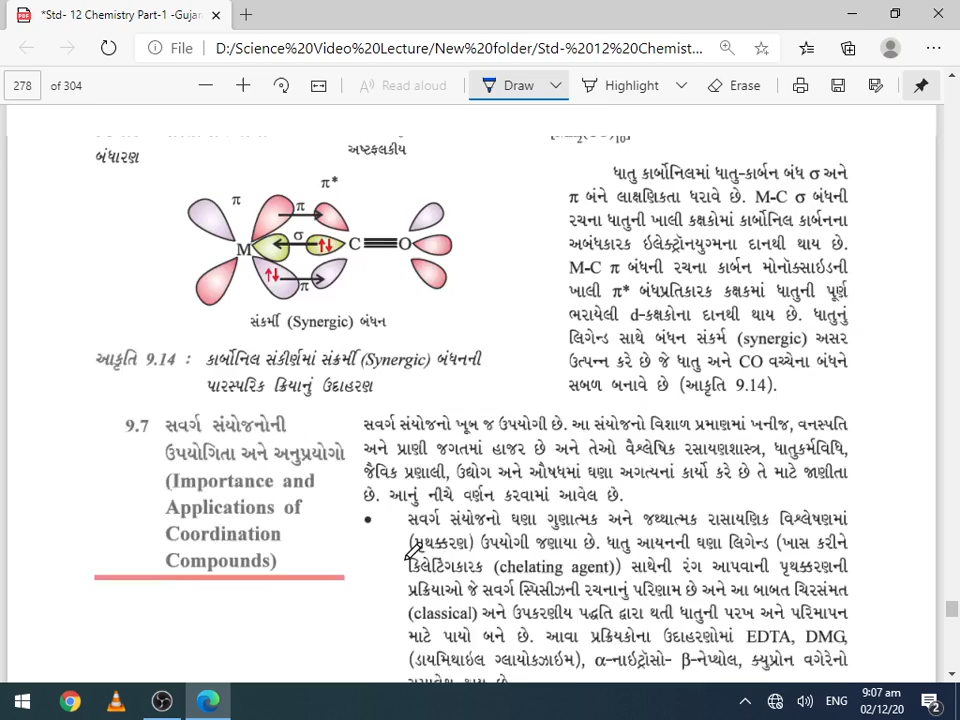 *Std- 12 Chemistry Part-1 -Gujar
File D:/Science%20Video%20Lecture/New%20folder/Std-%2012%20Chemist...
278 of 304 Read aloud Draw Highlight Erase
બંધારણ
અષ્ટફલકીય
π*
π π
M σ C O
π
સંકર્મી (Synergic) બંધન
આકૃતિ 9.14 : કાર્બોનિલ સંકીર્ણમાં સંક્રર્મી (Synergic) બંધનની
પારસ્પરિક ક્રિયાનું ઉદાહરણ
ધાતુ કાર્બોનિલમાં ધાતુ-કાર્બન બંધ σ અને
π બંને લાક્ષણિકતા ધરાવે છે. M-C σ બંધની
રચના ધાતુની ખાલી કક્ષકોમાં કાર્બોનિલ કાર્બનના
અબંધકારક ઇલેક્ટ્રૉનયુગ્મના દાનથી થાય છે.
M-C π બંધની રચના કાર્બન મોનૉક્સાઇડની
ખાલી π* બંધપ્રતિકારક કક્ષકમાં ધાતુની પૂર્ણ
ભરાયેલી d-કક્ષકોના દાનથી થાય છે. ધાતુનું
લિગેન્ડ સાથે બંધન સંકર્મ (synergic) અસર
ઉત્પન્ન કરે છે જે ધાતુ અને CO વચ્ચેના બંધને
સબળ બનાવે છે (આકૃતિ 9.14).
9.7 સવર્ગ સંયોજનોની
ઉપયોગિતા અને અનુપ્રયોગો
(Importance and
Applications of
Coordination
Compounds)
સવર્ગ સંયોજનો ખૂબ જ ઉપયોગી છે. આ સંયોજનો વિશાળ પ્રમાણમાં ખનીજ, વનસ્પતિ
અને પ્રાણી જગતમાં હાજર છે અને તેઓ વૈશ્લેષિક રસાયણશાસ્ત્ર, ધાતુકર્મવિધિ,
જૈવિક પ્રણાલી, ઉદ્યોગ અને ઔષધમાં ઘણા અગત્યનાં કાર્યો કરે છે તે માટે જાણીતા
છે. આનું નીચે વર્ણન કરવામાં આવેલ છે.
• સવર્ગ સંયોજનો ઘણા ગુણાત્મક અને જથ્થાત્મક રાસાયણિક વિશ્લેષણમાં
(પૃથક્કરણ) ઉપયોગી જણાયા છે. ધાતુ આયનની ઘણા લિગેન્ડ (ખાસ કરીને
કિલેટિંગકારક (chelating agent)) સાથેની રંગ આપવાની પૃથક્કરણની
પ્રક્રિયાઓ જે સવર્ગ સ્પિસીઝની રચનાનું પરિણામ છે અને આ બાબત ચિરસંમત
(classical) અને ઉપકરણીય પદ્ધતિ દ્વારા થતી ધાતુની પરખ અને પરિમાપન
માટે પાયો બને છે. આવા પ્રક્રિયકોના ઉદાહરણોમાં EDTA, DMG,
(ડાયમિથાઇલ ગ્લાયોકઝાઇમ), α-નાઇટ્રૉસો- β-નેપ્થોલ, ક્યુપ્રોન વગેરેનો
ENG 9:07 am
02/12/20
2